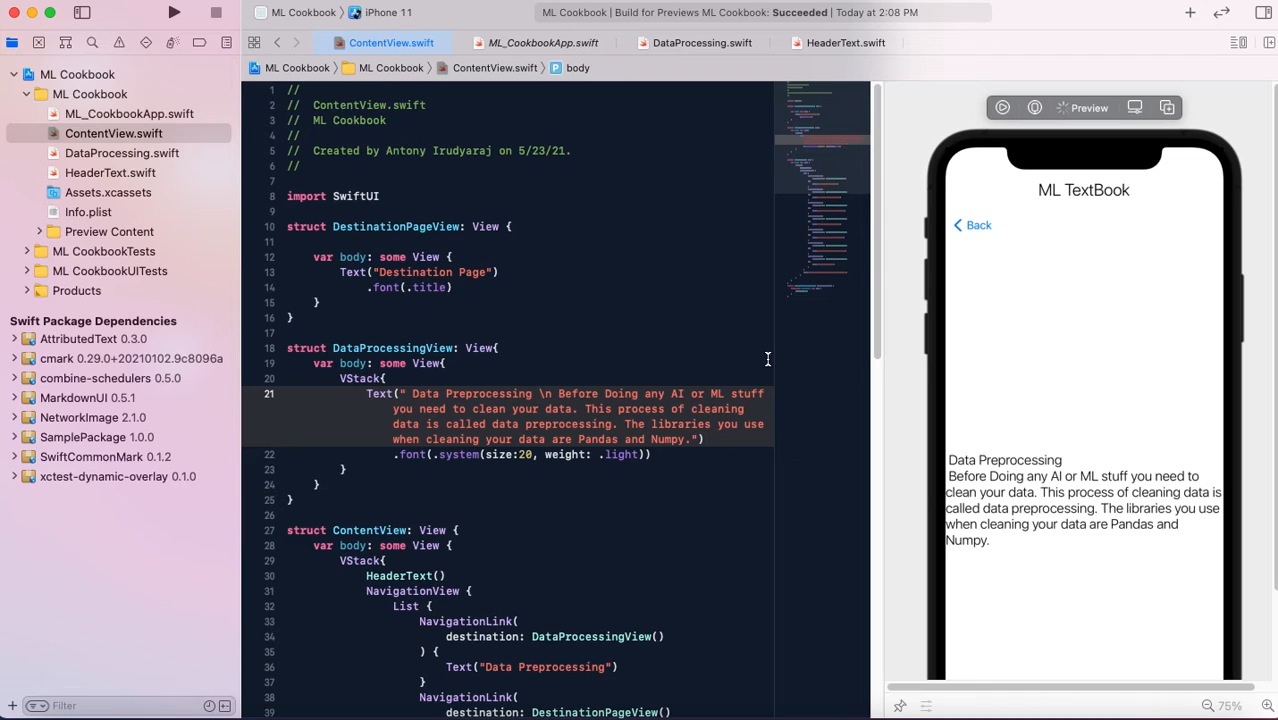 ML Cookbook
iPhone 11
ML Cookbook | Build for Previews ML Cookbook: Succeeded | Today at 2:08 PM
ContentView.swift
ML_CookbookApp.swift
DataProcessing.swift
HeaderText.swift
ML Cookbook
ML Cookbook
ContentView.swift
P
body
ML Cookbook
ML Cookbook
ML_CookbookApp.swift
ContentView.swift
DataProcessing.swift
HeaderText.swift
Assets.xcassets
Info.plist
Preview
ML Cook
ML CookbookUITests
Produ
Swift Package Dependencies
AttributedText 0.3.0
cmark 0.29.0+20210102.9c8096a
combine-schedulers 0.5.0
MarkdownUI 0.5.1
NetworkImage 2.1.0
SamplePackage 1.0.0
SwiftCommonMark 0.1.2
xctest-dynamic-overlay 0.1.0
Filter
1 //
2 //  ContentView.swift
3 //  ML Cookbook
4 //
5 //  Created by Antony Irudyaraj on 5/23/21.
6 //
7
8 import SwiftUI
9
10 struct DestinationPageView: View {
11
12     var body: some View {
13         Text("Destination Page")
14             .font(.title)
15     }
16 }
17
18 struct DataProcessingView: View{
19     var body: some View{
20         VStack{
21             Text(" Data Preprocessing \n Before Doing any AI or ML stuff
you need to clean your data. This process of cleaning
data is called data preprocessing. The libraries you use
when cleaning your data are Pandas and Numpy.")
22                 .font(.system(size:20, weight: .light))
23         }
24     }
25 }
26
27 struct ContentView: View {
28     var body: some View {
29         VStack{
30             HeaderText()
31             NavigationView {
32                 List {
33                     NavigationLink(
34                         destination: DataProcessingView()
35                     ) {
36                         Text("Data Preprocessing")
37                     }
38                     NavigationLink(
39                         destination: DestinationPageView()
Preview
ML TextBook
Back
Data Preprocessing
Before Doing any AI or ML stuff you need to
clean your data. This process of cleaning data is
called data preprocessing. The libraries you use
when cleaning your data are Pandas and
Numpy.
75%